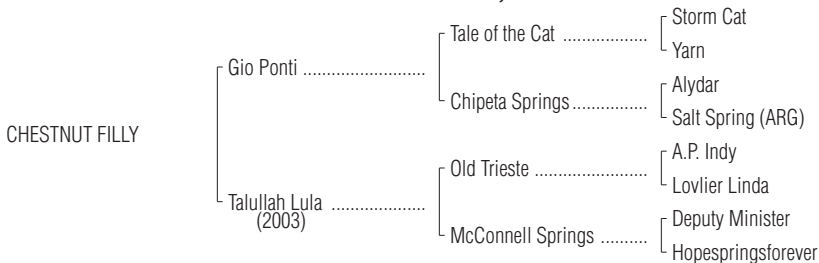 Storm Cat
Tale of the Cat ..................
Yarn
Gio Ponti ..........................
Alydar
Chipeta Springs................
Salt Spring (ARG)
CHESTNUT FILLY
A.P. Indy
Old Trieste ........................
Lovlier Linda
Talullah Lula ....................
(2003)
Deputy Minister
McConnell Springs ..........
Hopespringsforever